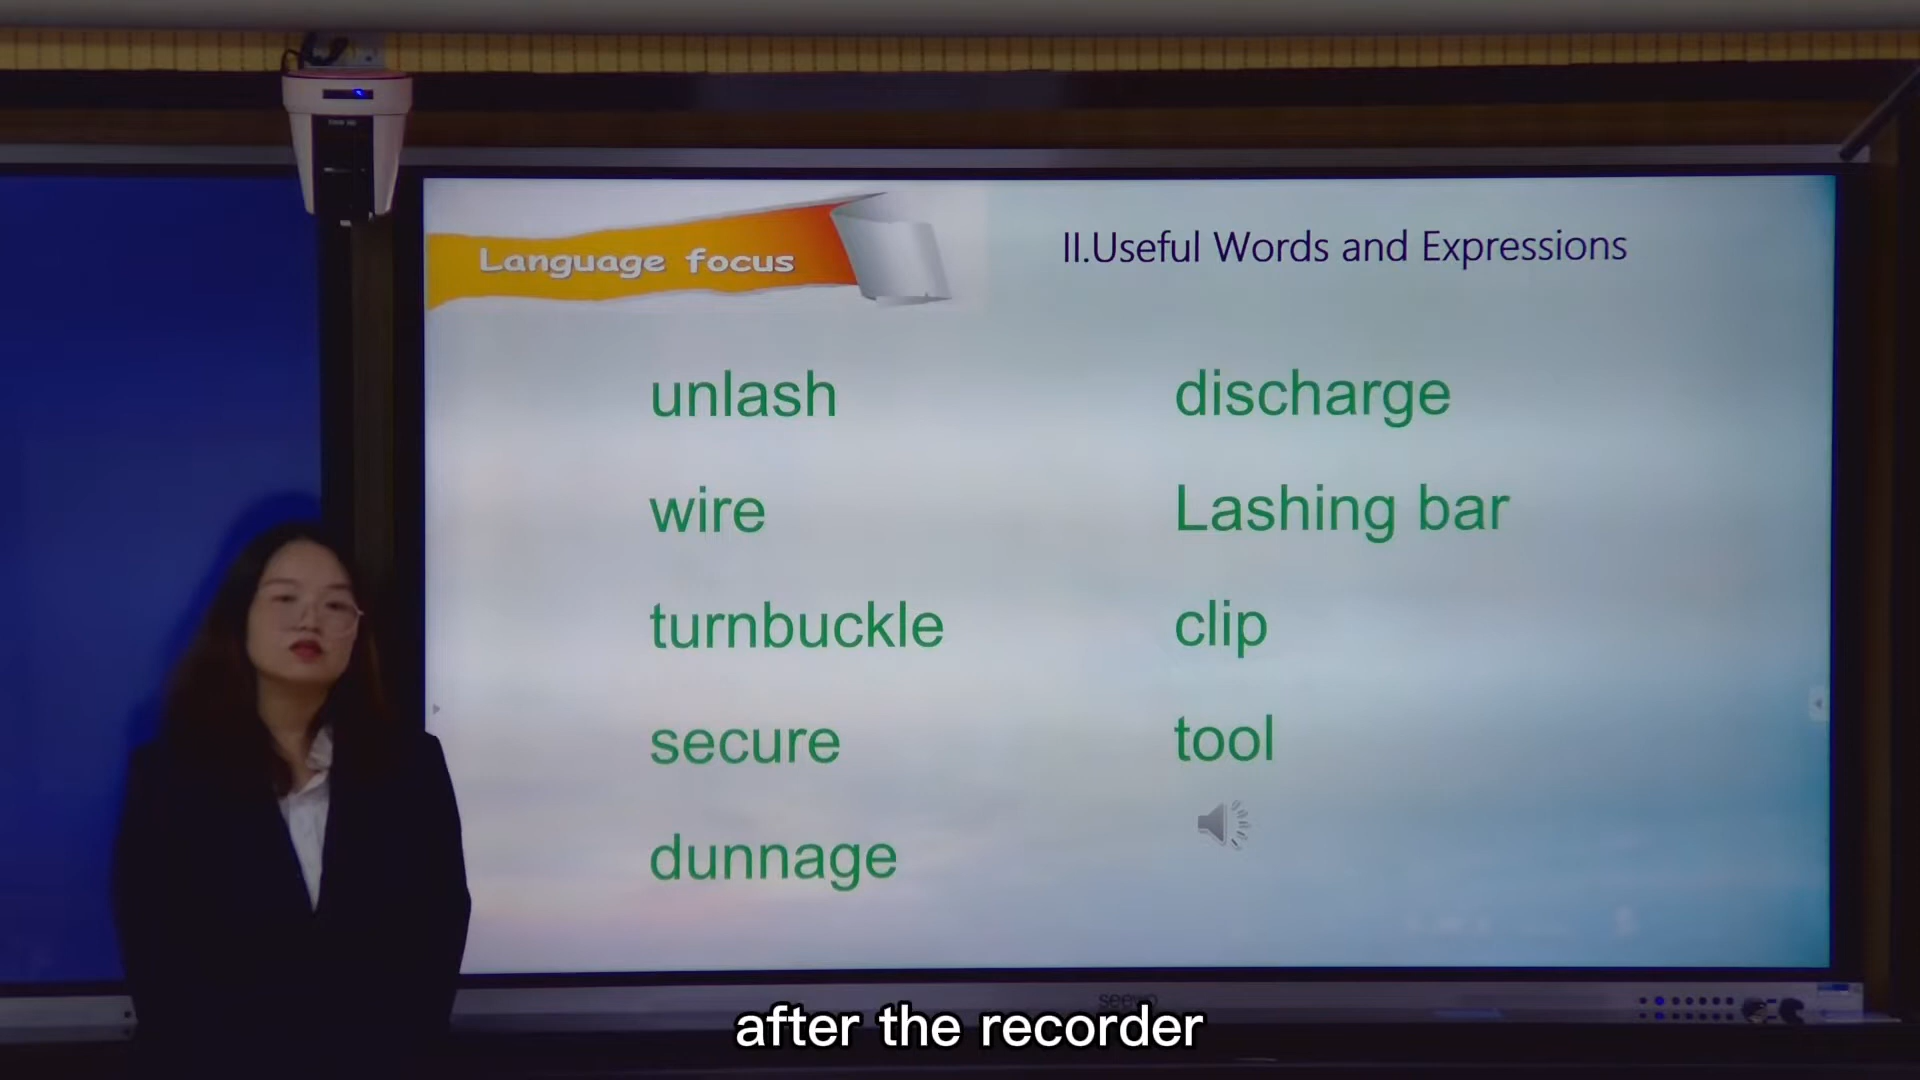 Language focus
II.Useful Words and Expressions
unlash
discharge
wire
Lashing bar
turnbuckle
clip
secure
tool
dunnage
seewo
after the recorder